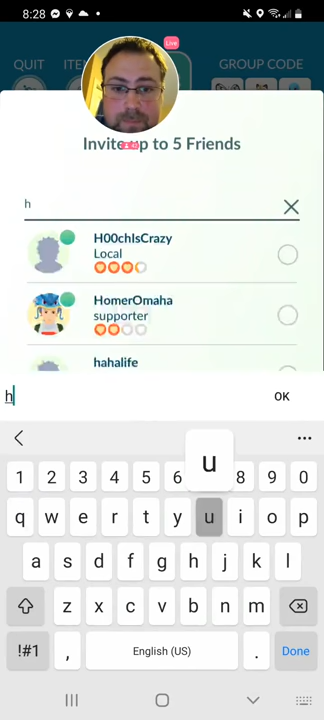 8:28
QUIT
ITE
GROUP CODE
Live
Invite up to 5 Friends
h
H00chIsCrazy
Local
HomerOmaha
supporter
hahalife
h
OK
u
1 2 3 4 5 6 8 9 0
q w e r t y u i o p
a s d f g h j k l
z x c v b n m
!#1 , English (US) . Done